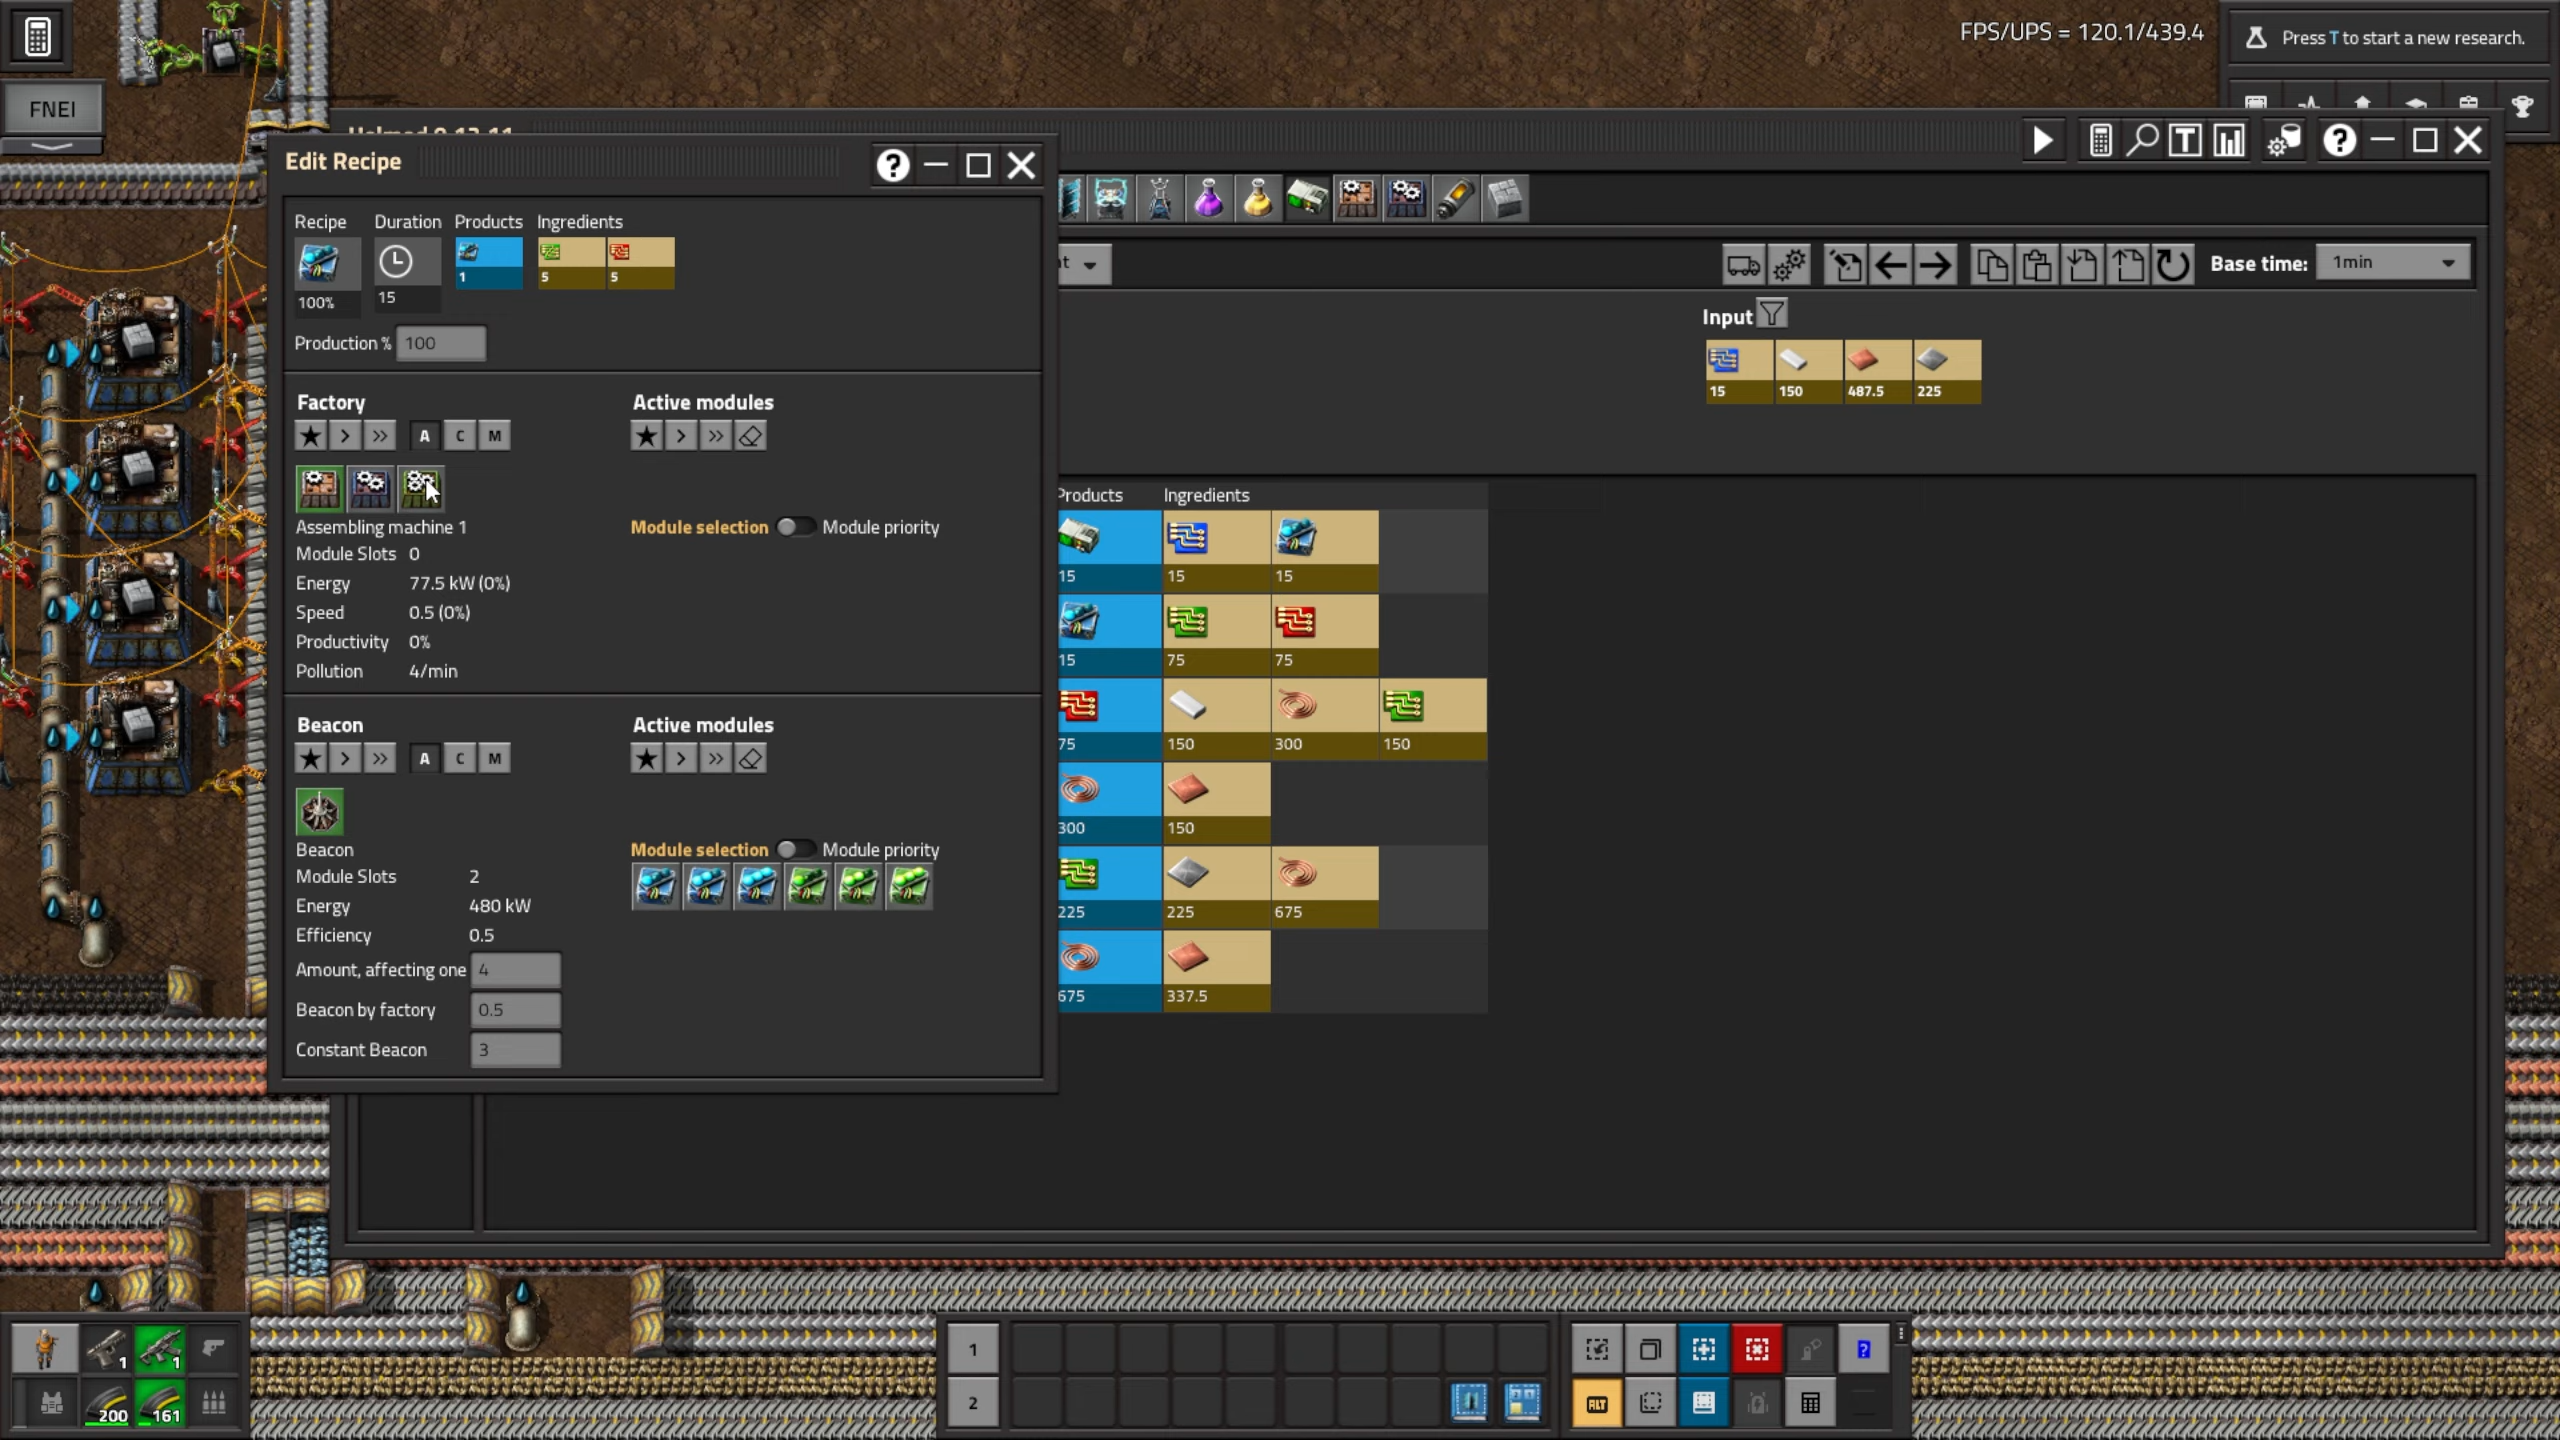 FPS/UPS = 120.1/439.4
Press T to start a new research.
FNEI
Helmod 0.12.11
Edit Recipe
Recipe Duration Products Ingredients
1 5 5
100% 15
Production % 100
Factory
A C M
Assembling machine 1
Module Slots 0
Energy 77.5 kW (0%)
Speed 0.5 (0%)
Productivity 0%
Pollution 4/min
Active modules
Module selection Module priority
Beacon
A C M
Beacon
Module Slots 2
Energy 480 kW
Efficiency 0.5
Amount, affecting one 4
Beacon by factory 0.5
Constant Beacon 3
Active modules
Module selection Module priority
T
nt
Base time: 1min
Input
15 150 487.5 225
Products Ingredients
15 15 15
15 75 75
75 150 300 150
300 150
225 225 675
675 337.5
1 1
200 161
1
2
?
ALT